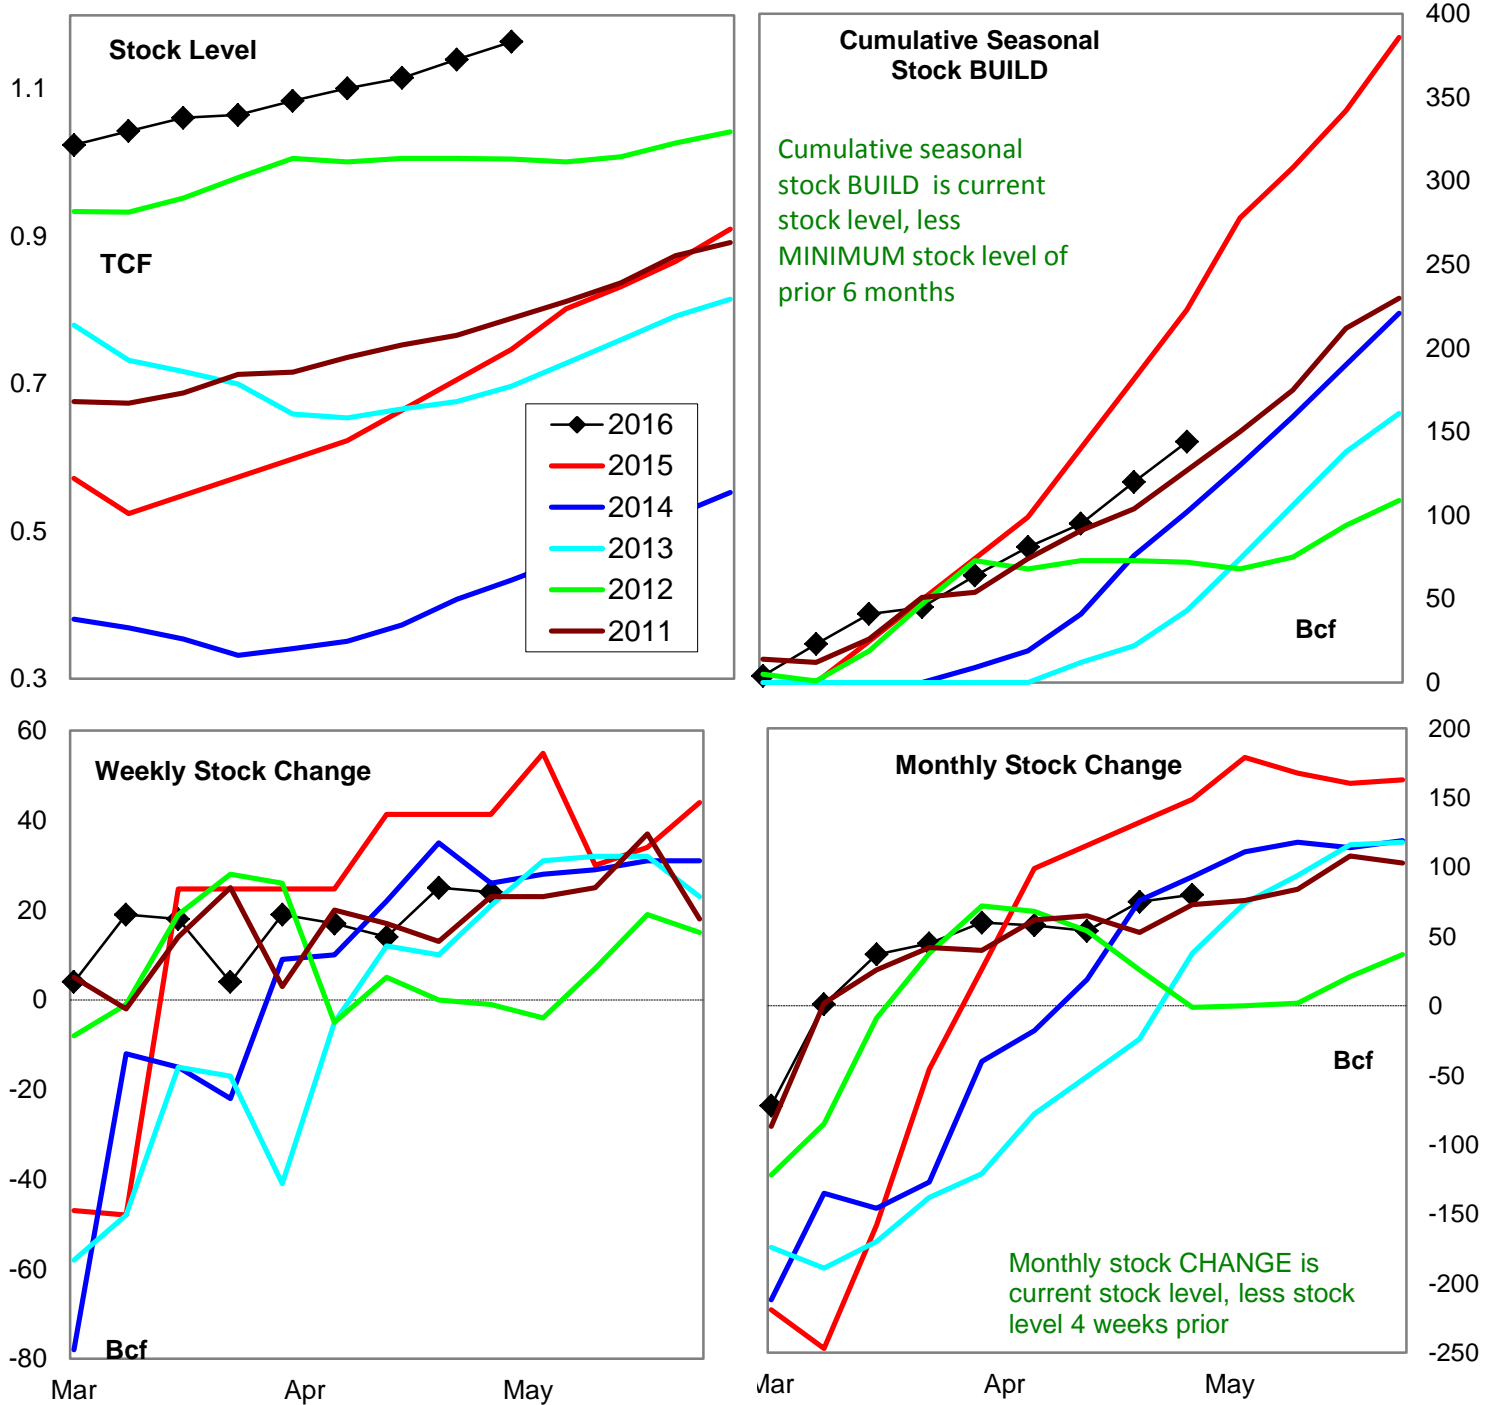 Stock Level
1.1
0.9
TCF
0.7
0.5
0.3
2016
2015
2014
2013
2012
2011
Cumulative Seasonal
Stock BUILD
Cumulative seasonal
stock BUILD is current
stock level, less
MINIMUM stock level of
prior 6 months
Bcf
400
350
300
250
200
150
100
50
0
60
40
20
0
-20
-40
-60
-80
Weekly Stock Change
Bcf
Mar
Apr
May
Monthly Stock Change
Bcf
Monthly stock CHANGE is
current stock level, less stock
level 4 weeks prior
200
150
100
50
0
-50
-100
-150
-200
-250
Mar
Apr
May